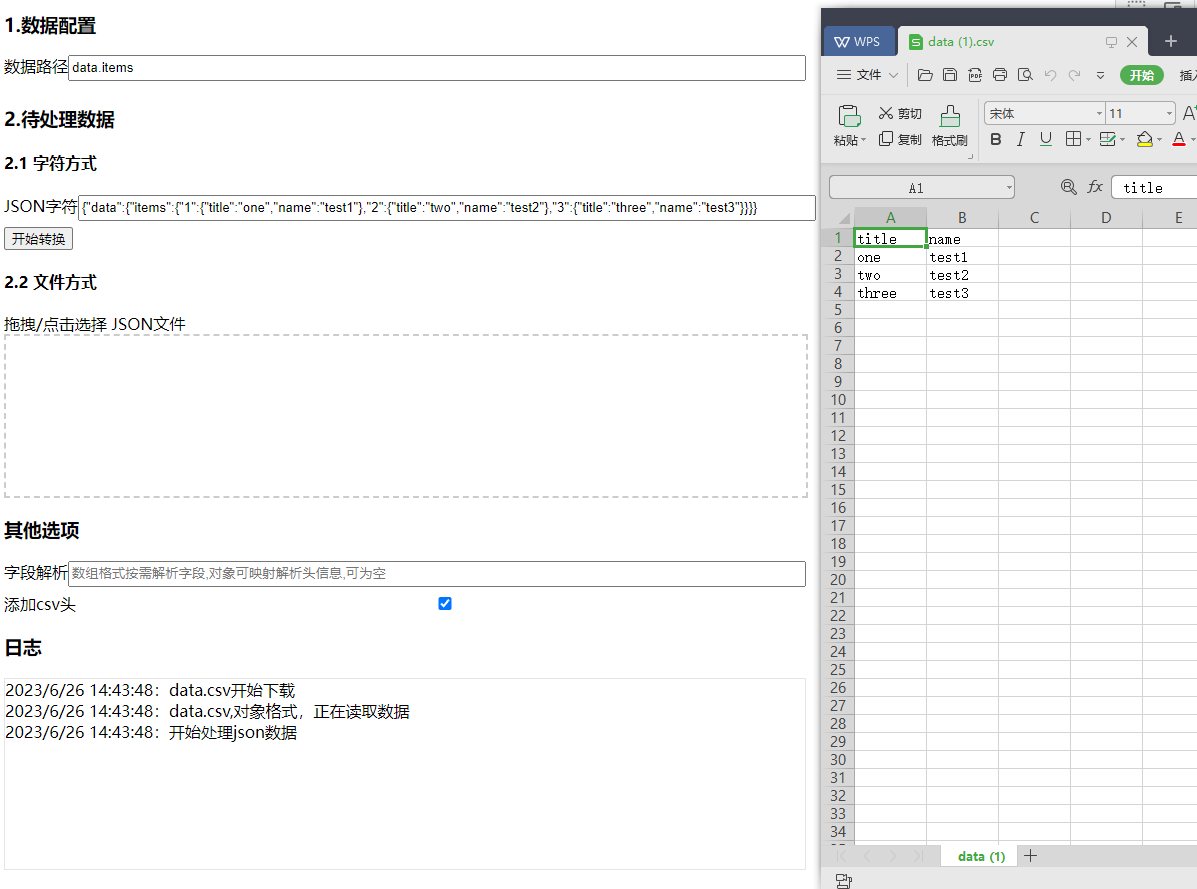 1.数据配置
数据路径 data.items
2.待处理数据
2.1 字符方式
JSON字符 {"data":{"items":{"1":{"title":"one","name":"test1"},"2":{"title":"two","name":"test2"},"3":{"title":"three","name":"test3"}}}}
开始转换
2.2 文件方式
拖拽/点击选择 JSON文件
其他选项
字段解析 数组格式按需解析字段,对象可映射解析头信息,可为空
添加csv头
日志
2023/6/26 14:43:48：data.csv开始下载
2023/6/26 14:43:48：data.csv,对象格式，正在读取数据
2023/6/26 14:43:48：开始处理json数据
WPS
data (1).csv
文件
开始
插入
剪切
宋体
11
粘贴
复制
格式刷
B I U
A
A1
fx
title
A B C D E
1 title name
2 one test1
3 two test2
4 three test3
5
6
7
8
9
10
11
12
13
14
15
16
17
18
19
20
21
22
23
24
25
26
27
28
29
30
31
32
33
34
data (1)